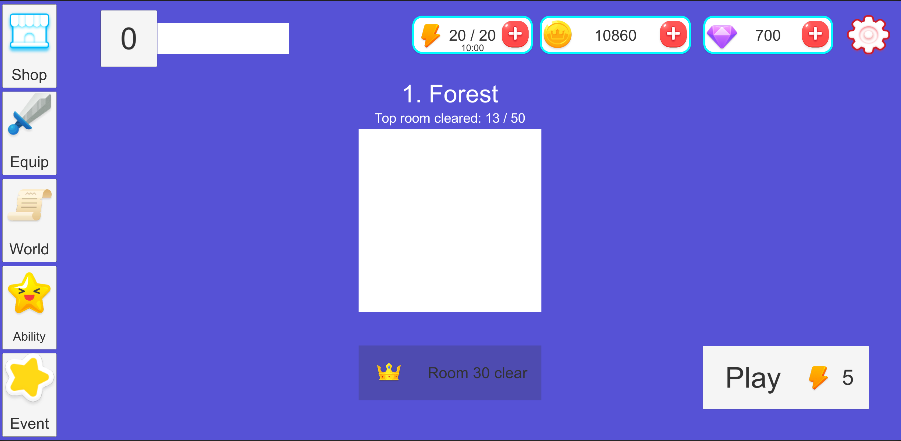 0
20 / 20
10:00
10860
700
Shop
Equip
World
Ability
Event
1. Forest
Top room cleared: 13 / 50
Room 30 clear
Play 5